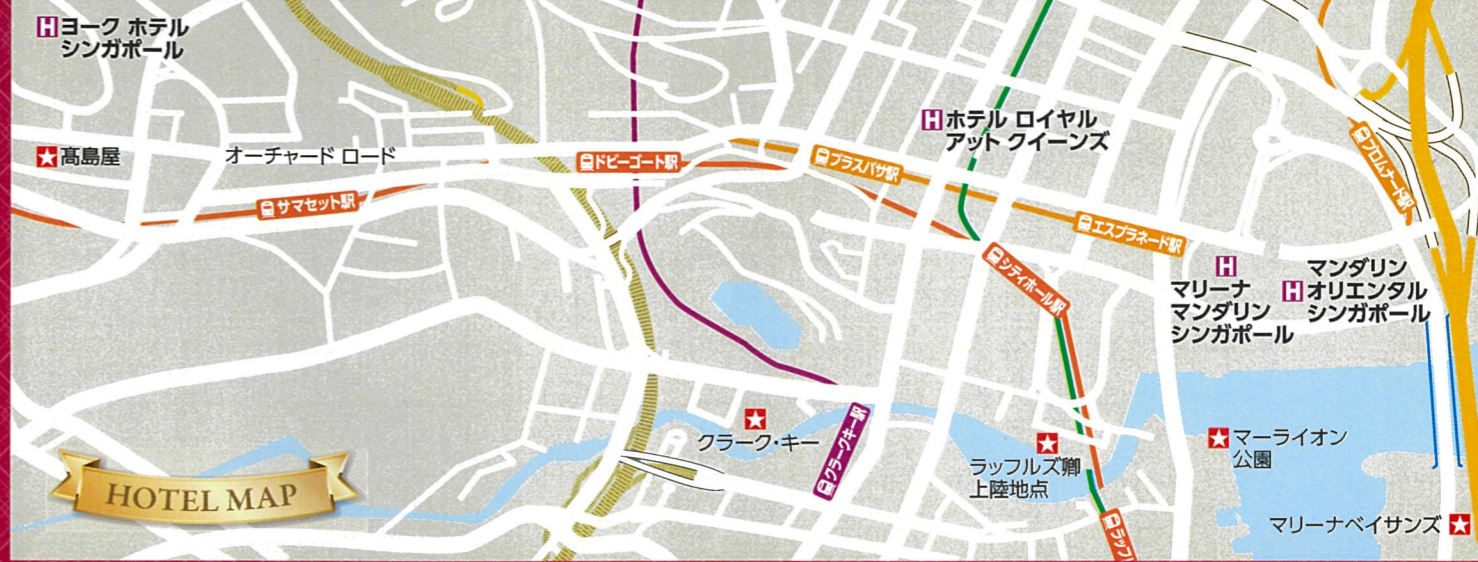 ヨーク ホテル
シンガポール
髙島屋
オーチャード ロード
サマセット駅
ドビーゴート駅
ブラスバサ駅
ホテル ロイヤル
アット クイーンズ
エスプラネード駅
プロムナード駅
シティホール駅
マリーナ
マンダリン
シンガポール
マンダリン
オリエンタル
シンガポール
クラーク・キー
クラークキー駅
ラッフルズ卿
上陸地点
マーライオン
公園
マリーナベイサンズ
ラッフ
HOTEL MAP